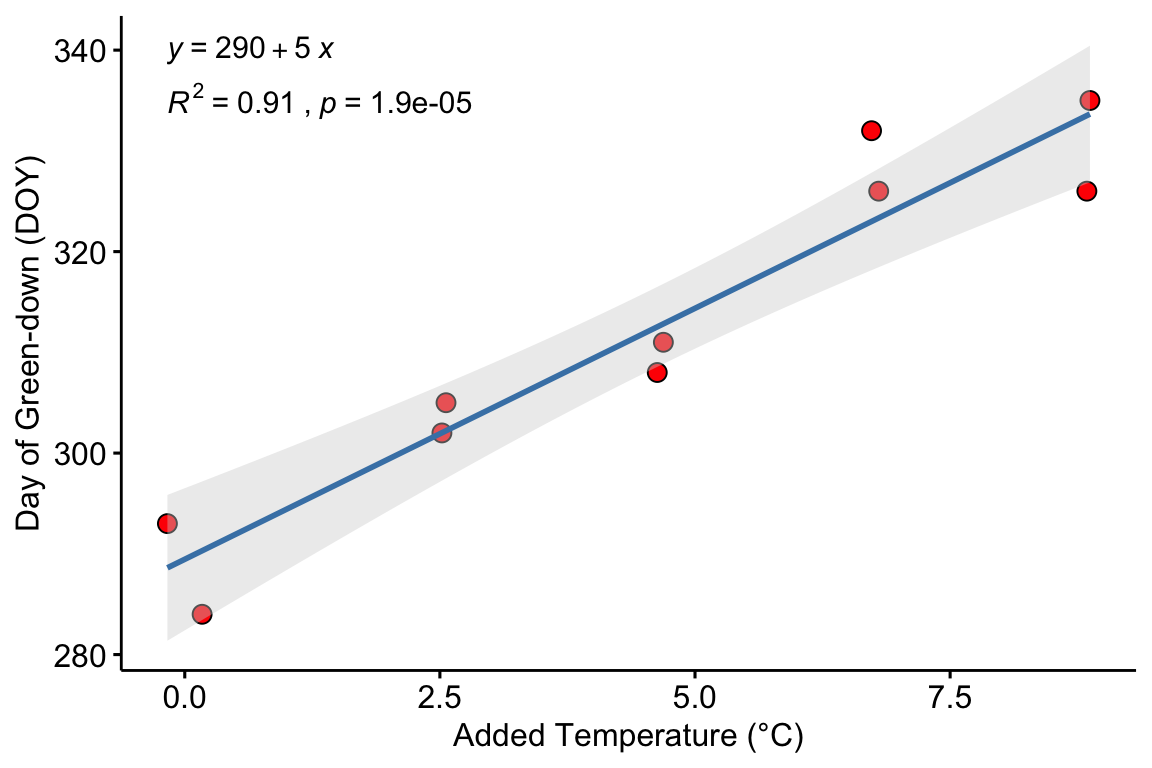 y = 290 + 5 x
R² = 0.91 , p = 1.9e-05
340
320
300
280
Day of Green-down (DOY)
0.0 2.5 5.0 7.5
Added Temperature (°C)